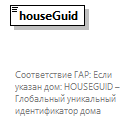 houseGuid
Соответствие ГАР: Если
указан дом: HOUSEGUID –
Глобальный уникальный
идентификатор дома